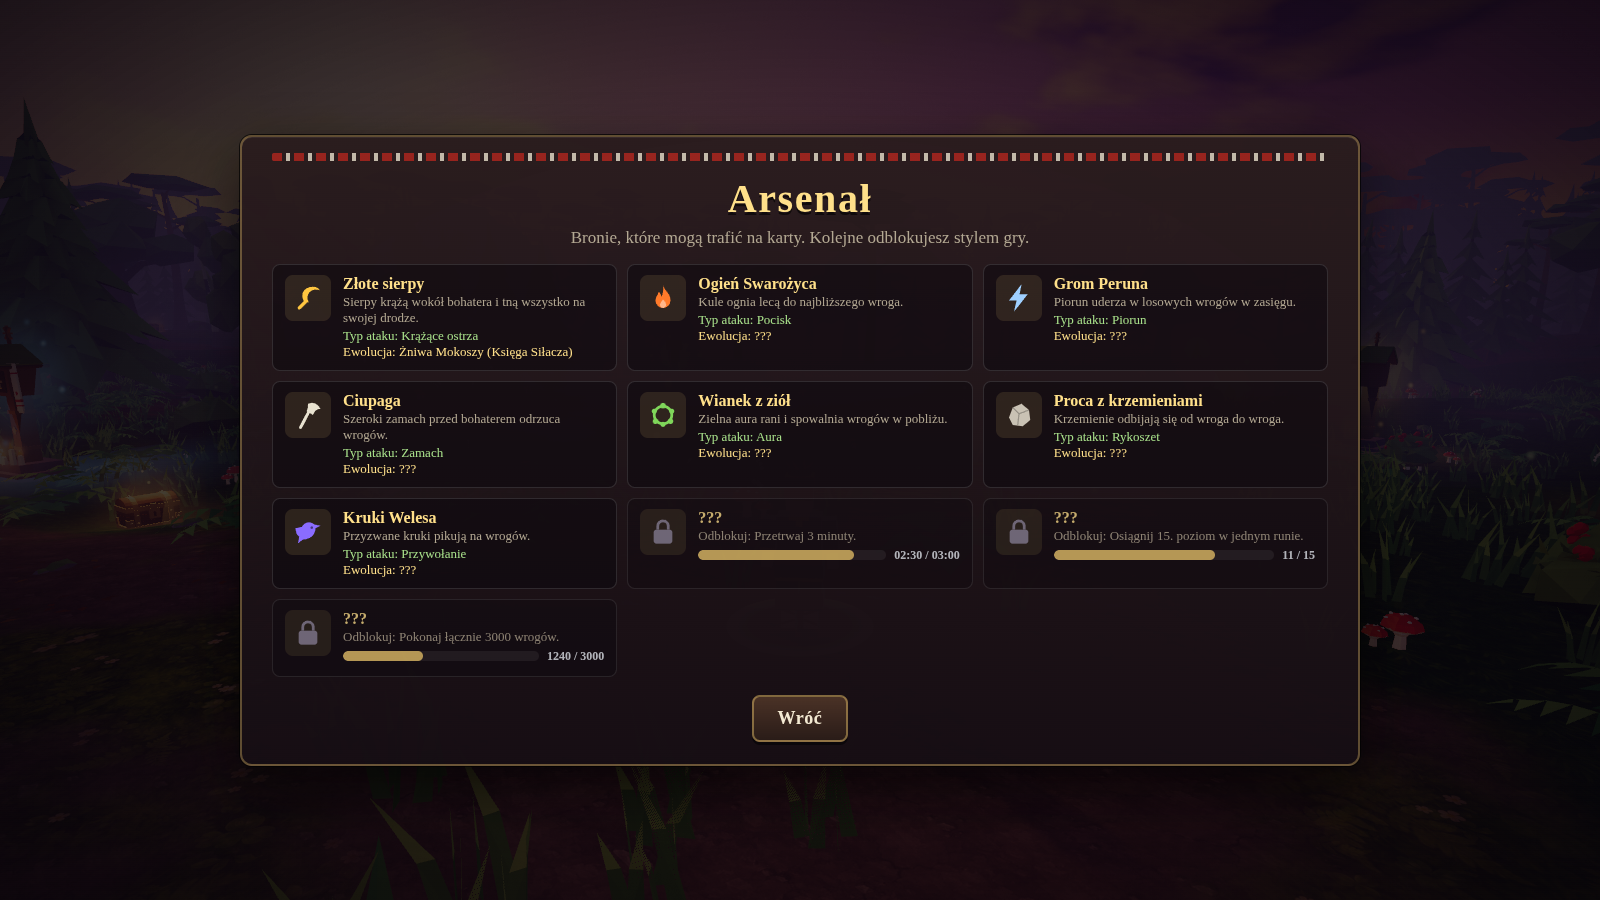 Arsenał
Bronie, które mogą trafić na karty. Kolejne odblokujesz stylem gry.
Złote sierpy
Sierpy krążą wokół bohatera i tną wszystko na
swojej drodze.
Typ ataku: Krążące ostrza
Ewolucja: Żniwa Mokoszy (Księga Siłacza)
Ogień Swarożyca
Kule ognia lecą do najbliższego wroga.
Typ ataku: Pocisk
Ewolucja: ???
Grom Peruna
Piorun uderza w losowych wrogów w zasięgu.
Typ ataku: Piorun
Ewolucja: ???
Ciupaga
Szeroki zamach przed bohaterem odrzuca
wrogów.
Typ ataku: Zamach
Ewolucja: ???
Wianek z ziół
Zielna aura rani i spowalnia wrogów w pobliżu.
Typ ataku: Aura
Ewolucja: ???
Proca z krzemieniami
Krzemienie odbijają się od wroga do wroga.
Typ ataku: Rykoszet
Ewolucja: ???
Kruki Welesa
Przyzwane kruki pikują na wrogów.
Typ ataku: Przywołanie
Ewolucja: ???
???
Odblokuj: Przetrwaj 3 minuty.
02:30 / 03:00
???
Odblokuj: Osiągnij 15. poziom w jednym runie.
11 / 15
???
Odblokuj: Pokonaj łącznie 3000 wrogów.
1240 / 3000
Wróć